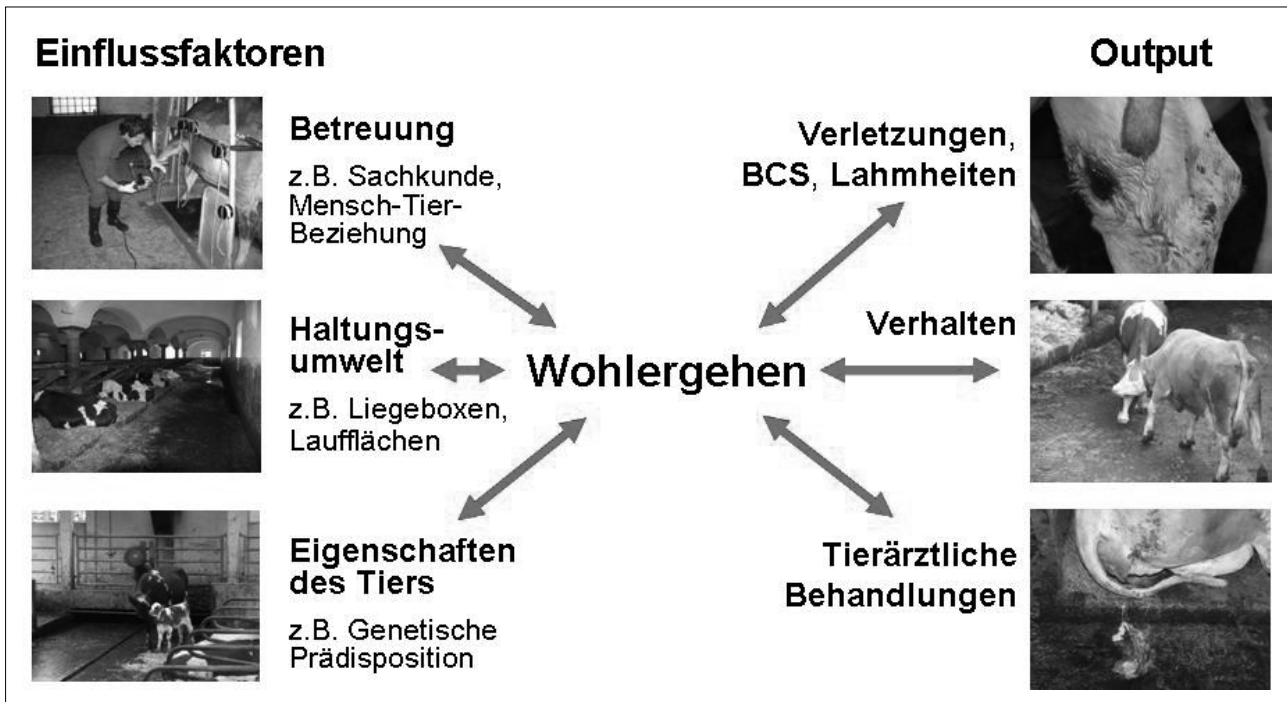 Einflussfaktoren
Output
Betreuung
z.B. Sachkunde,
Mensch-Tier-
Beziehung
Haltungs-
umwelt
z.B. Liegeboxen,
Laufflächen
Eigenschaften
des Tiers
z.B. Genetische
Prädisposition
Wohlergehen
Verletzungen,
BCS, Lahmheiten
Verhalten
Tierärztliche
Behandlungen